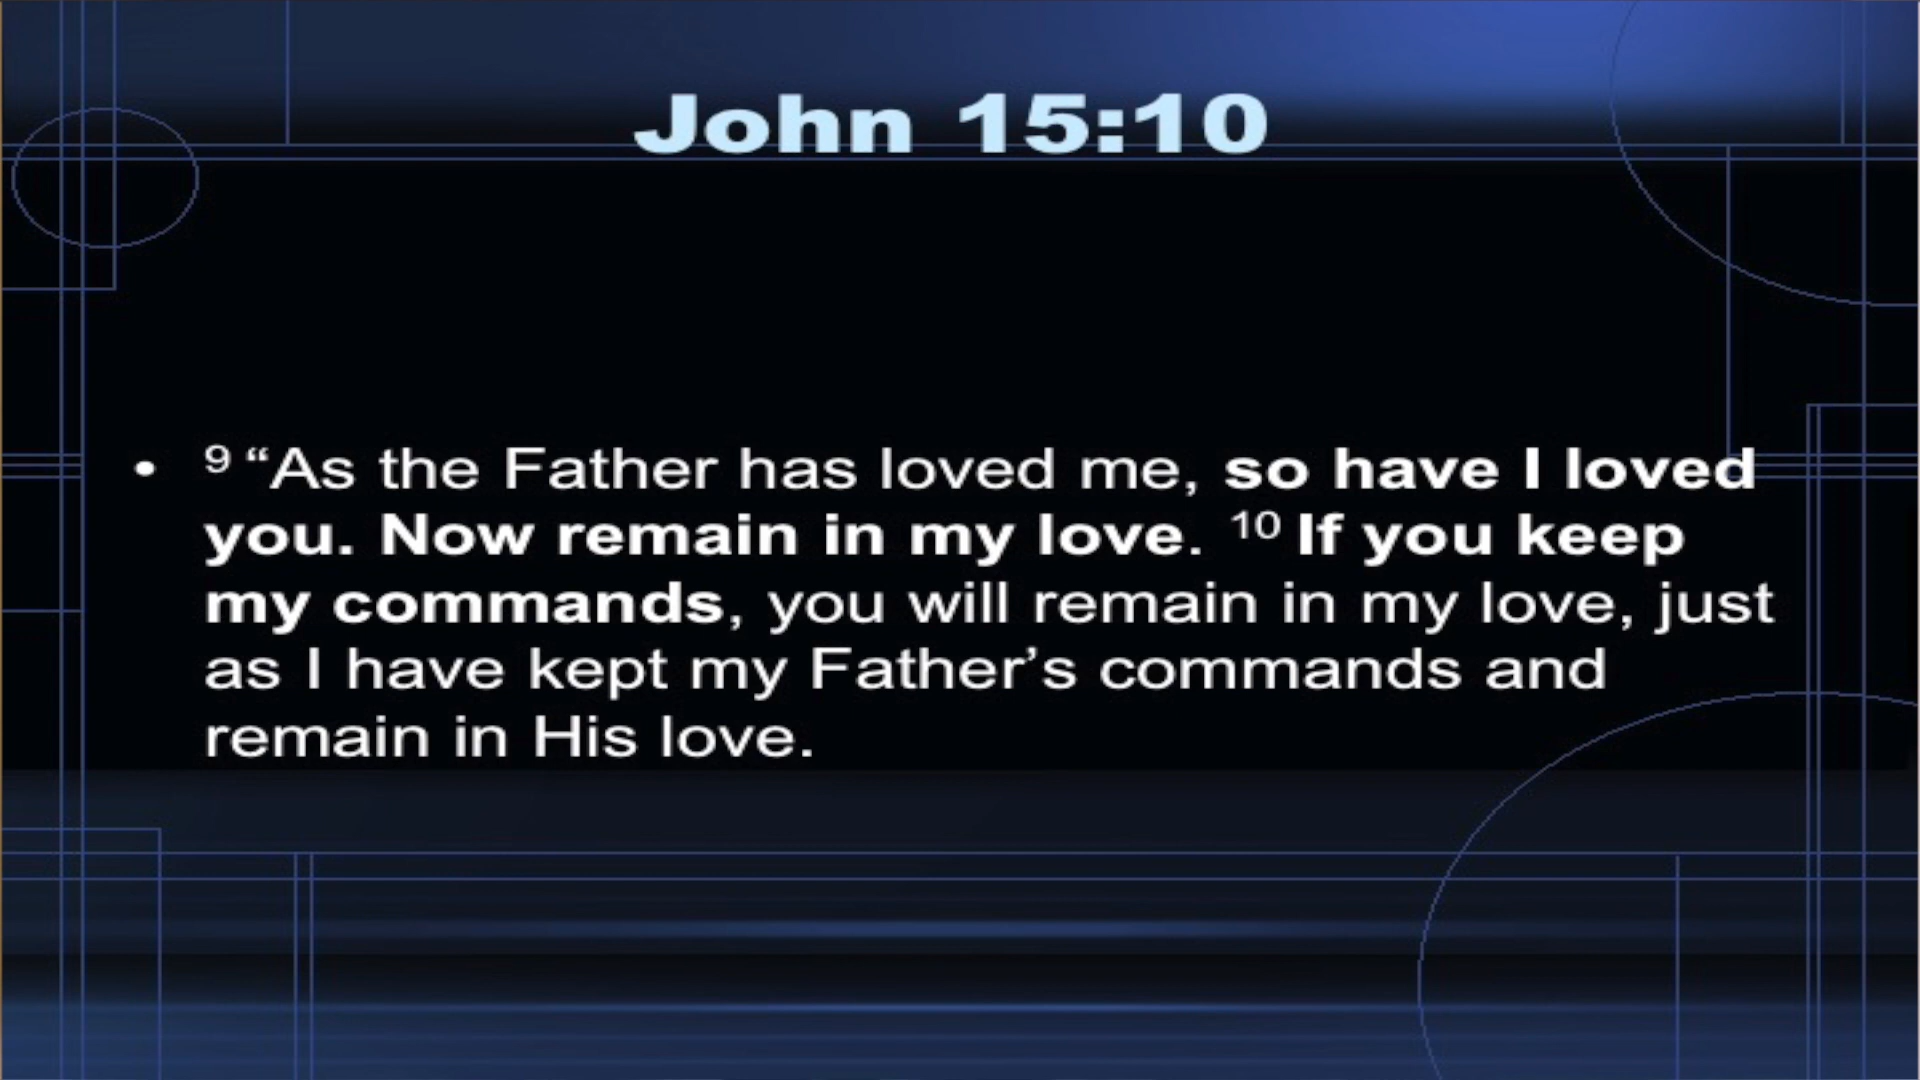 John 15:10
• ⁹ “As the Father has loved me, so have I loved
you. Now remain in my love. ¹⁰ If you keep
my commands, you will remain in my love, just
as I have kept my Father’s commands and
remain in His love.